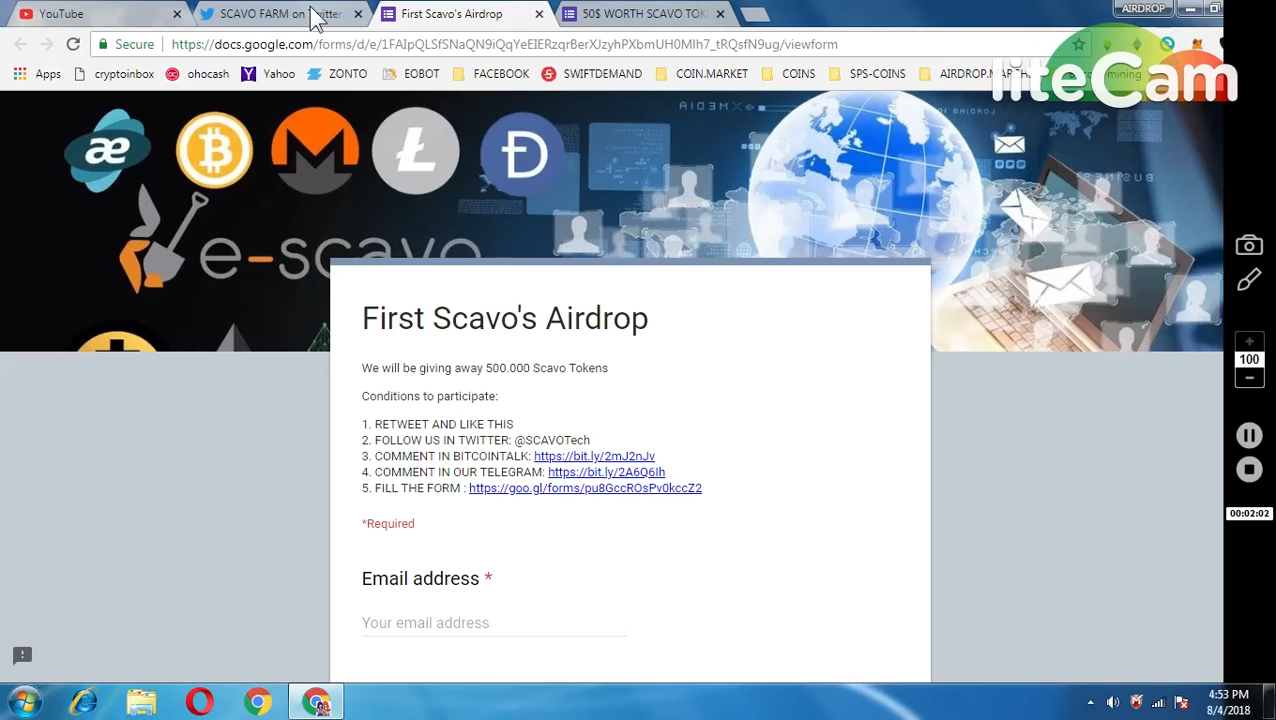 YouTube
SCAVO FARM on Twitter:
First Scavo's Airdrop
50$ WORTH SCAVO TOK
AIRDROP
Secure
https://docs.google.com/forms/d/e/1FAIpQLSfSNaQN9iQqYeEIERzqrBerXJzyhPXbmUH0MIh7_tRQsfN9ug/viewform
Apps
cryptoinbox
ohocash
Yahoo
ZONTO
EOBOT
FACEBOOK
SWIFTDEMAND
COIN.MARKET
COINS
SPS-COINS
AIRDROP.MAR
mining
liteCam
e-scavo
First Scavo's Airdrop
We will be giving away 500.000 Scavo Tokens
Conditions to participate:
1. RETWEET AND LIKE THIS
2. FOLLOW US IN TWITTER: @SCAVOTech
3. COMMENT IN BITCOINTALK: https://bit.ly/2mJ2nJv
4. COMMENT IN OUR TELEGRAM: https://bit.ly/2A6Q6Ih
5. FILL THE FORM : https://goo.gl/forms/pu8GccROsPv0kccZ2
*Required
Email address *
Your email address
100
00:02:02
4:53 PM
8/4/2018